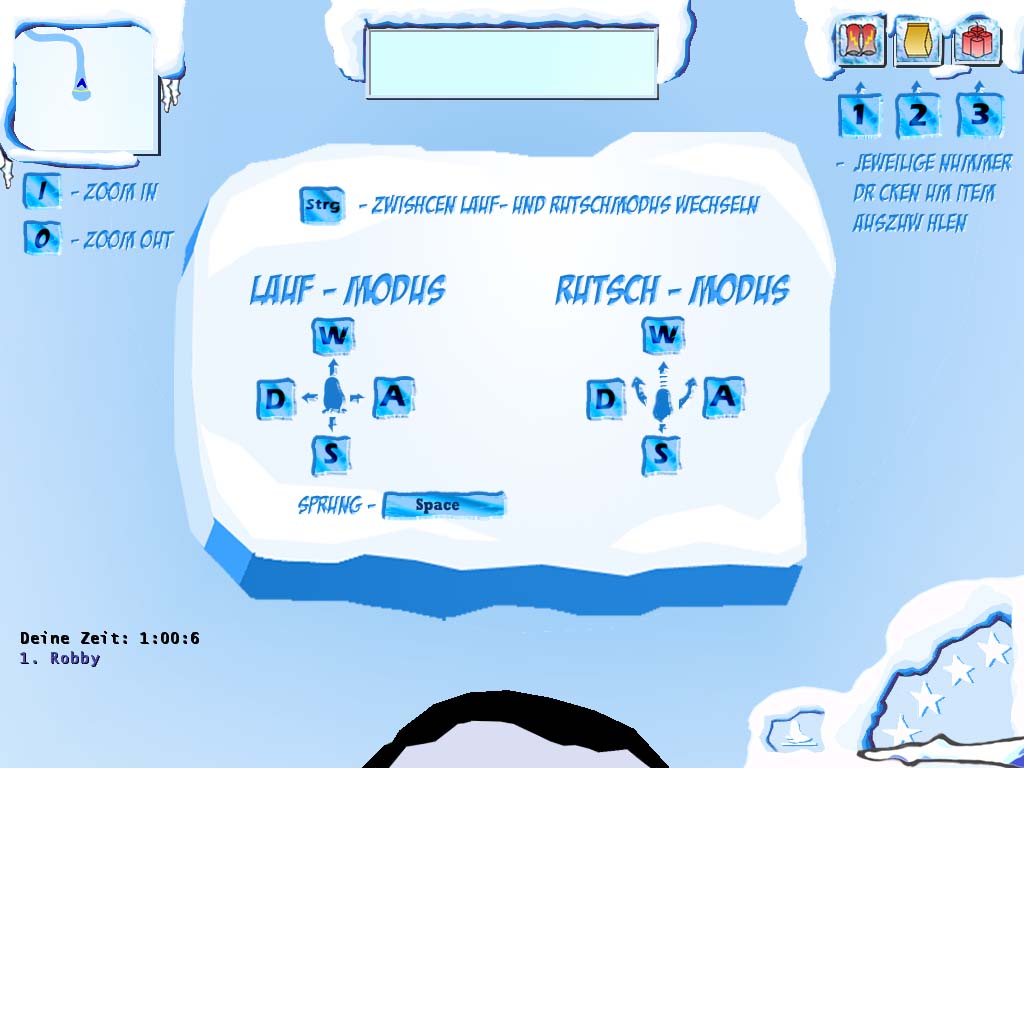 1 2 3
- JEWEILIGE NUMMER
DR CKEN UM ITEM
AUSZUW HLEN
I - ZOOM IN
O - ZOOM OUT
Strg - ZWISHCEN LAUF- UND RUTSCHMODUS WECHSELN
LAUF - MODUS
RUTSCH - MODUS
W W
D A D A
S S
SPRUNG - Space
Deine Zeit: 1:00:6
1. Robby